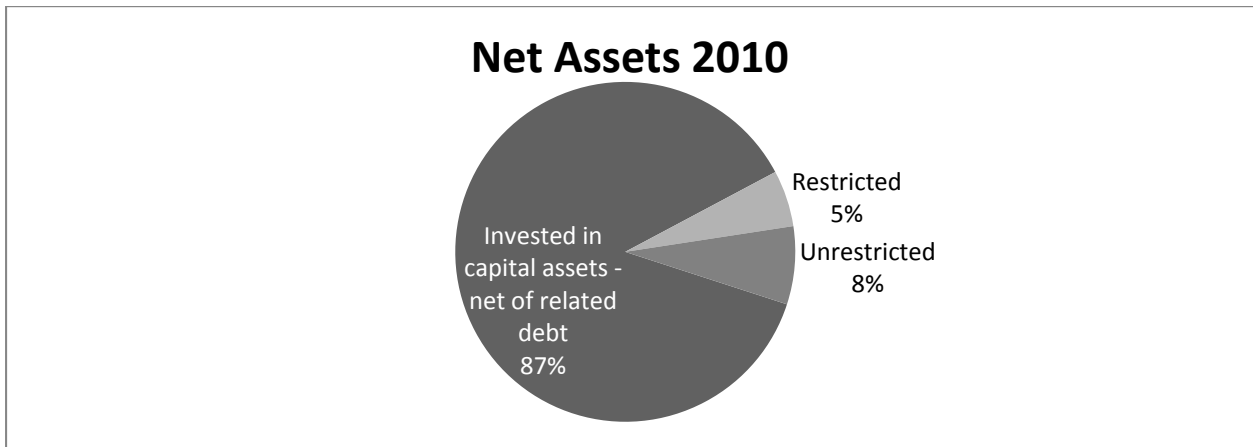 Net Assets 2010
Restricted
5%
Unrestricted
8%
Invested in
capital assets -
net of related
debt
87%